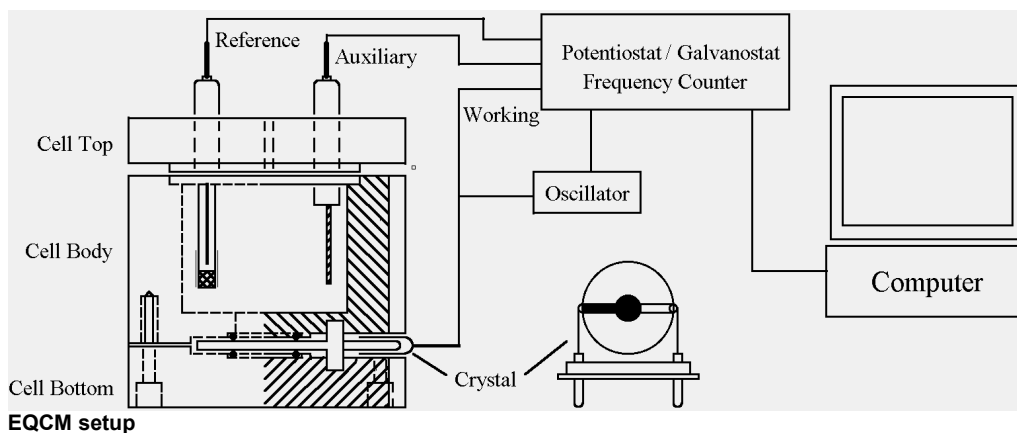 Reference
Auxiliary
Potentiostat / Galvanostat
Frequency Counter
Working
Cell Top
Oscillator
Cell Body
Computer
Crystal
Cell Bottom
EQCM setup